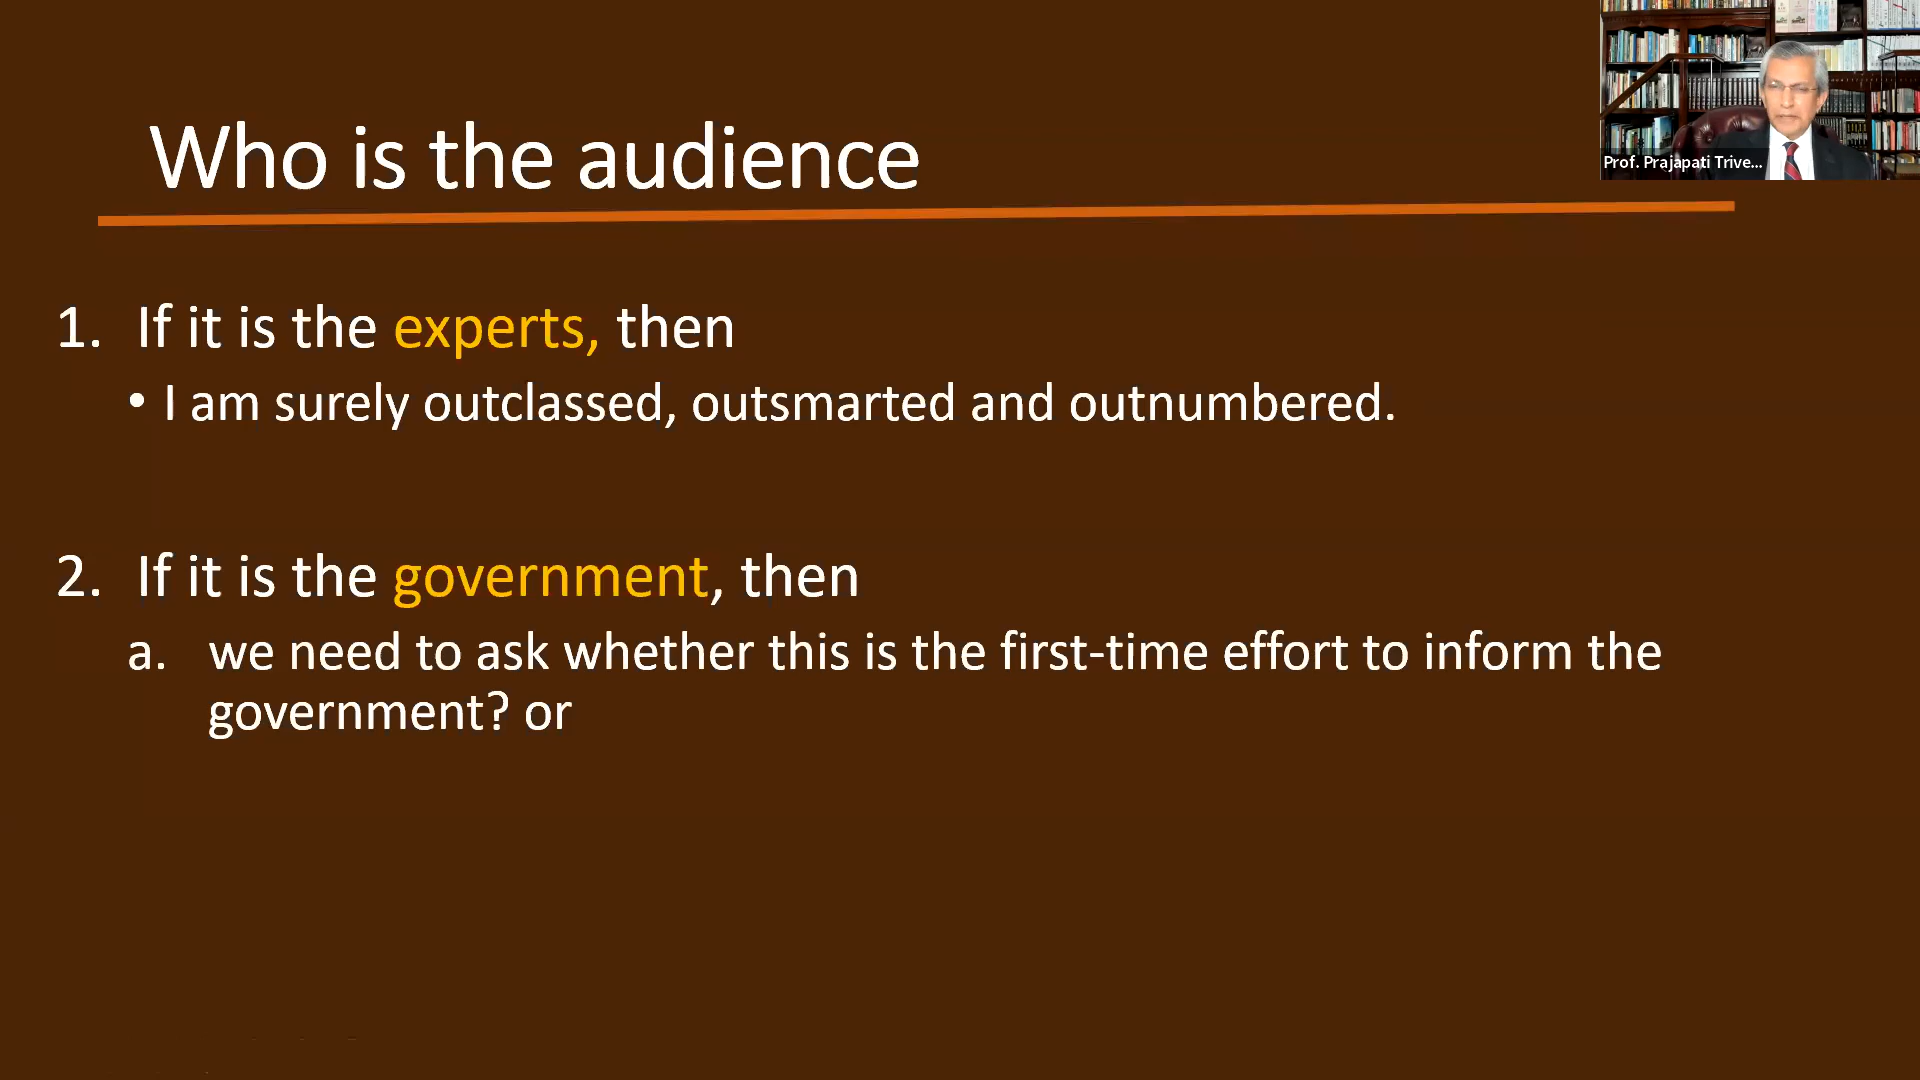 Prof. Prajapati Trive...
Who is the audience
1. If it is the experts, then
• I am surely outclassed, outsmarted and outnumbered.
2. If it is the government, then
a. we need to ask whether this is the first-time effort to inform the
government? or